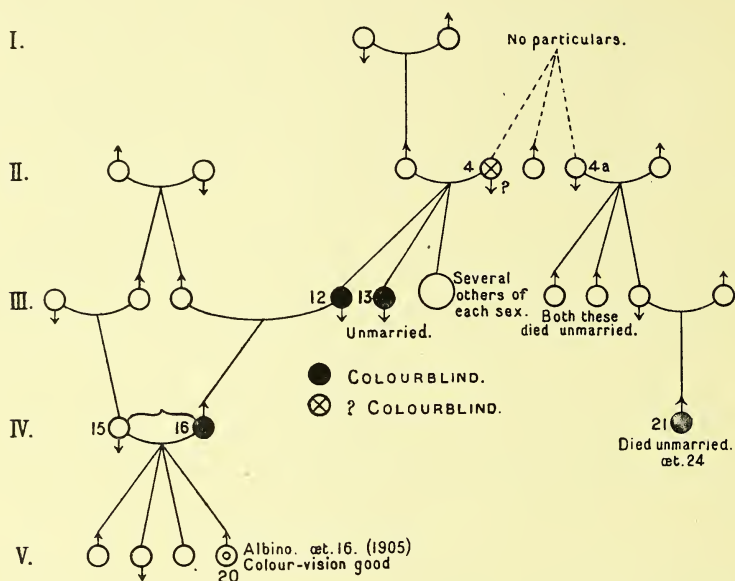 I.
No particulars.
II.
4
?
4a
III.
12
13
Unmarried.
Several
others of
each sex.
Both these
died unmarried.
COLOURBLIND.
? COLOURBLIND.
IV.
15
16
21
Died unmarried.
æt.24
V.
20
Albino. æt.16. (1905)
Colour-vision good